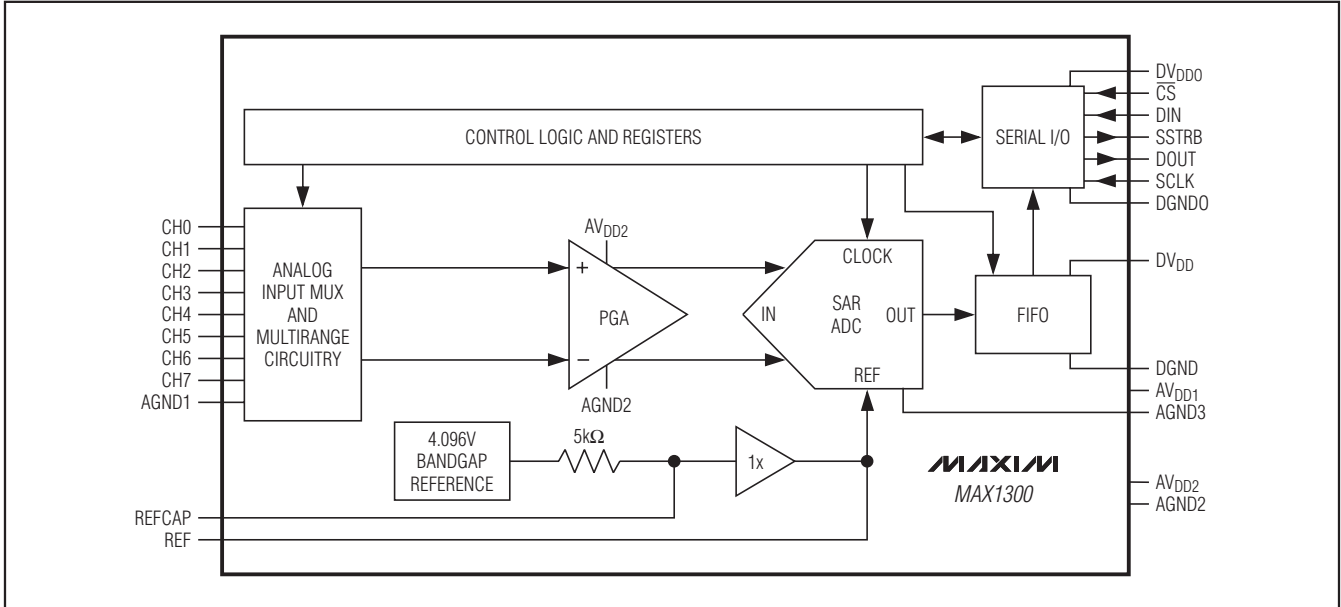 CONTROL LOGIC AND REGISTERS
SERIAL I/O
DVDDO
CS
DIN
SSTRB
DOUT
SCLK
DGNDO
CH0
CH1
CH2
CH3
CH4
CH5
CH6
CH7
AGND1
ANALOG
INPUT MUX
AND
MULTIRANGE
CIRCUITRY
AVDD2
+
PGA
−
AGND2
CLOCK
IN
SAR
ADC
OUT
REF
FIFO
DVDD
DGND
AVDD1
AGND3
4.096V
BANDGAP
REFERENCE
5kΩ
1x
MAXIM
MAX1300
AVDD2
AGND2
REFCAP
REF